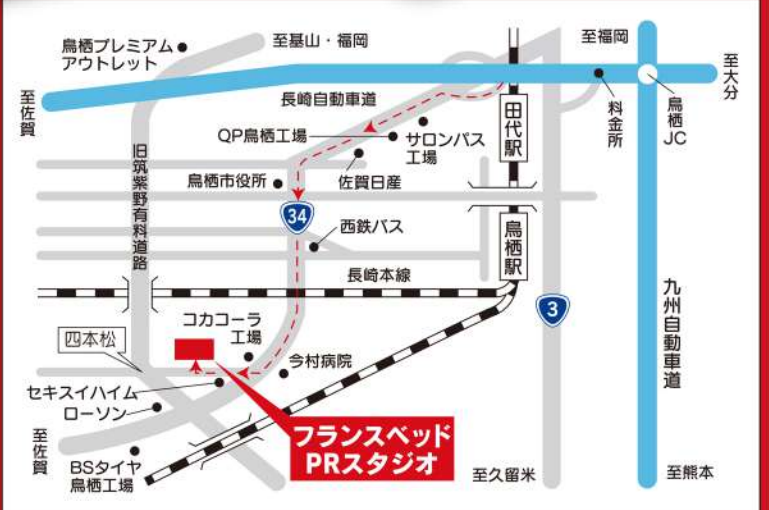 鳥栖プレミアム
アウトレット
至基山・福岡
至福岡
至大分
至佐賀
長崎自動車道
田代駅
料金所
鳥栖
JC
QP鳥栖工場
サロンパス
工場
旧筑紫野有料道路
鳥栖市役所
佐賀日産
34
西鉄バス
鳥栖駅
長崎本線
3
九州自動車道
コカコーラ
工場
四本松
今村病院
セキスイハイム
ローソン
フランスベッド
PRスタジオ
至佐賀
BSタイヤ
鳥栖工場
至久留米
至熊本